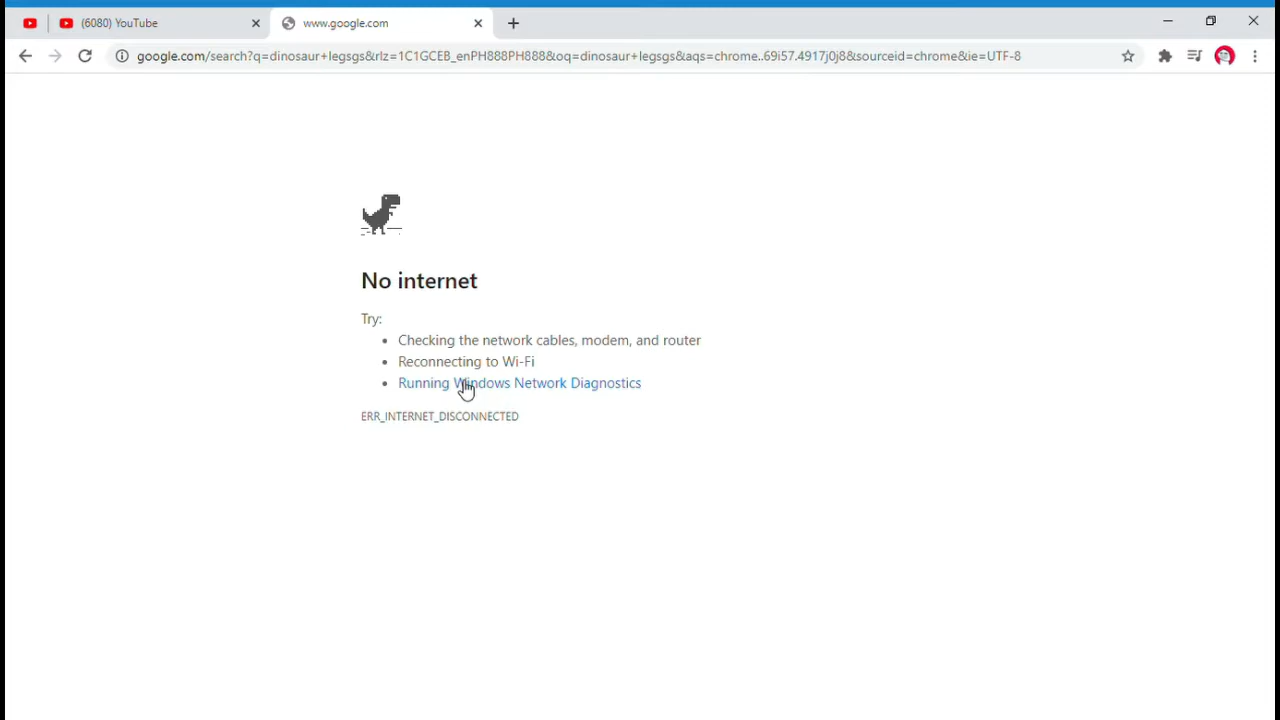 (6080) YouTube
www.google.com
google.com/search?q=dinosaur+legsgs&rlz=1C1GCEB_enPH888PH888&oq=dinosaur+legsgs&aqs=chrome..69i57.4917j0j8&sourceid=chrome&ie=UTF-8
No internet
Try:
Checking the network cables, modem, and router
Reconnecting to Wi-Fi
Running Windows Network Diagnostics
ERR_INTERNET_DISCONNECTED